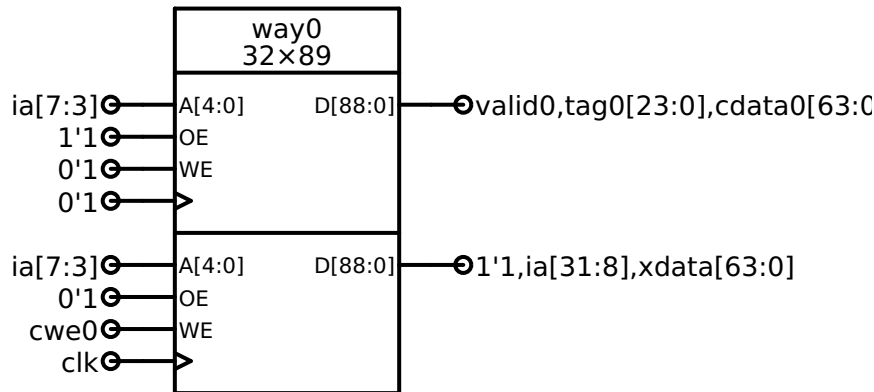 way0
32×89
ia[7:3] A[4:0] D[88:0] valid0,tag0[23:0],cdata0[63:0
1'1 OE
0'1 WE
0'1
ia[7:3] A[4:0] D[88:0] 1'1,ia[31:8],xdata[63:0]
0'1 OE
cwe0 WE
clk